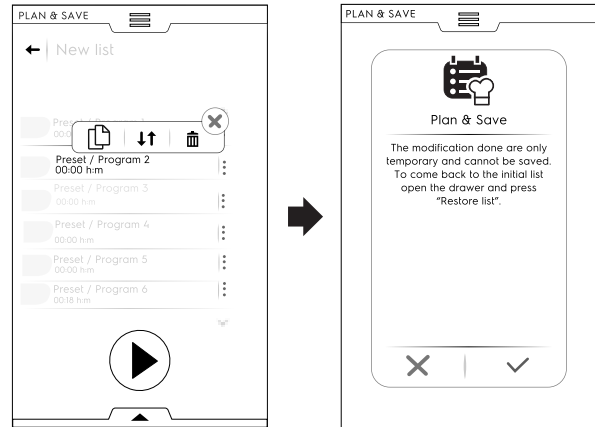 PLAN & SAVE
New list
Preset / Program 2
00:00 h:m
Preset / Program 3
00:00 h:m
Preset / Program 4
00:00 h:m
Preset / Program 5
00:00 h:m
Preset / Program 6
00:18 h:m
PLAN & SAVE
Plan & Save
The modification done are only
temporary and cannot be saved.
To come back to the initial list
open the drawer and press
“Restore list”.